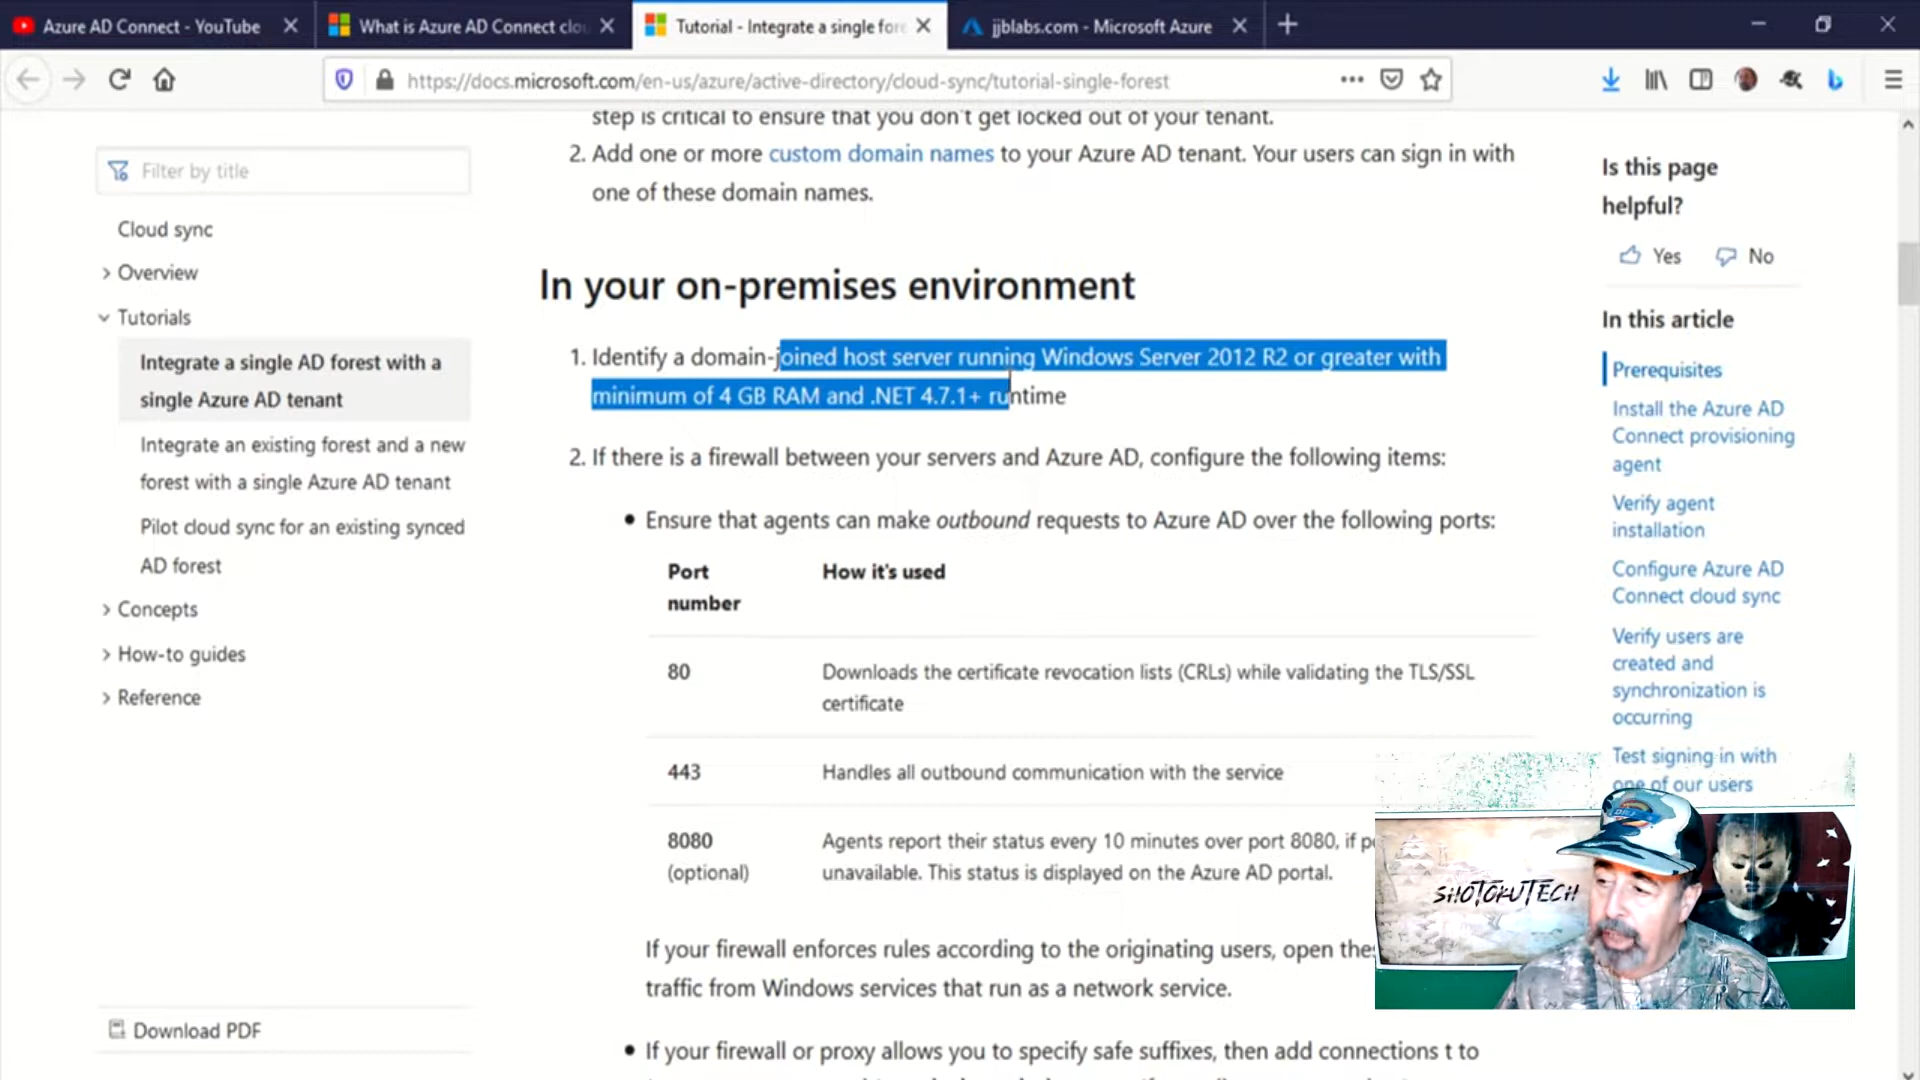 Azure AD Connect - YouTube
What is Azure AD Connect clou
Tutorial - Integrate a single fore
jjblabs.com - Microsoft Azure
https://docs.microsoft.com/en-us/azure/active-directory/cloud-sync/tutorial-single-forest
Filter by title
Cloud sync
Overview
Tutorials
Integrate a single AD forest with a
single Azure AD tenant
Integrate an existing forest and a new
forest with a single Azure AD tenant
Pilot cloud sync for an existing synced
AD forest
Concepts
How-to guides
Reference
Download PDF
step is critical to ensure that you don't get locked out of your tenant.
2. Add one or more custom domain names to your Azure AD tenant. Your users can sign in with
one of these domain names.
In your on-premises environment
1. Identify a domain-joined host server running Windows Server 2012 R2 or greater with
minimum of 4 GB RAM and .NET 4.7.1+ runtime
2. If there is a firewall between your servers and Azure AD, configure the following items:
• Ensure that agents can make outbound requests to Azure AD over the following ports:
Port
number
How it's used
80
Downloads the certificate revocation lists (CRLs) while validating the TLS/SSL
certificate
443
Handles all outbound communication with the service
8080
(optional)
Agents report their status every 10 minutes over port 8080, if po
unavailable. This status is displayed on the Azure AD portal.
If your firewall enforces rules according to the originating users, open the
traffic from Windows services that run as a network service.
• If your firewall or proxy allows you to specify safe suffixes, then add connections t to
Is this page
helpful?
Yes
No
In this article
Prerequisites
Install the Azure AD
Connect provisioning
agent
Verify agent
installation
Configure Azure AD
Connect cloud sync
Verify users are
created and
synchronization is
occurring
Test signing in with
one of our users
SHOTOKUTECH